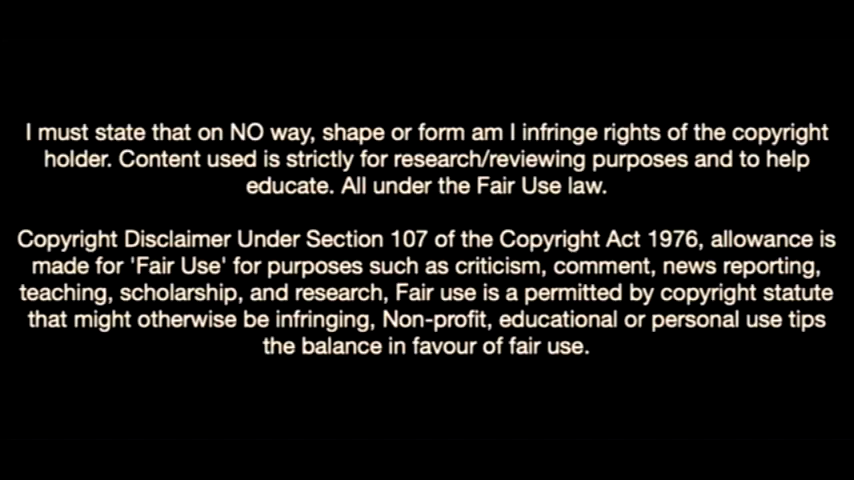 I must state that on NO way, shape or form am I infringe rights of the copyright
holder. Content used is strictly for research/reviewing purposes and to help
educate. All under the Fair Use law.
Copyright Disclaimer Under Section 107 of the Copyright Act 1976, allowance is
made for 'Fair Use' for purposes such as criticism, comment, news reporting,
teaching, scholarship, and research, Fair use is a permitted by copyright statute
that might otherwise be infringing, Non-profit, educational or personal use tips
the balance in favour of fair use.